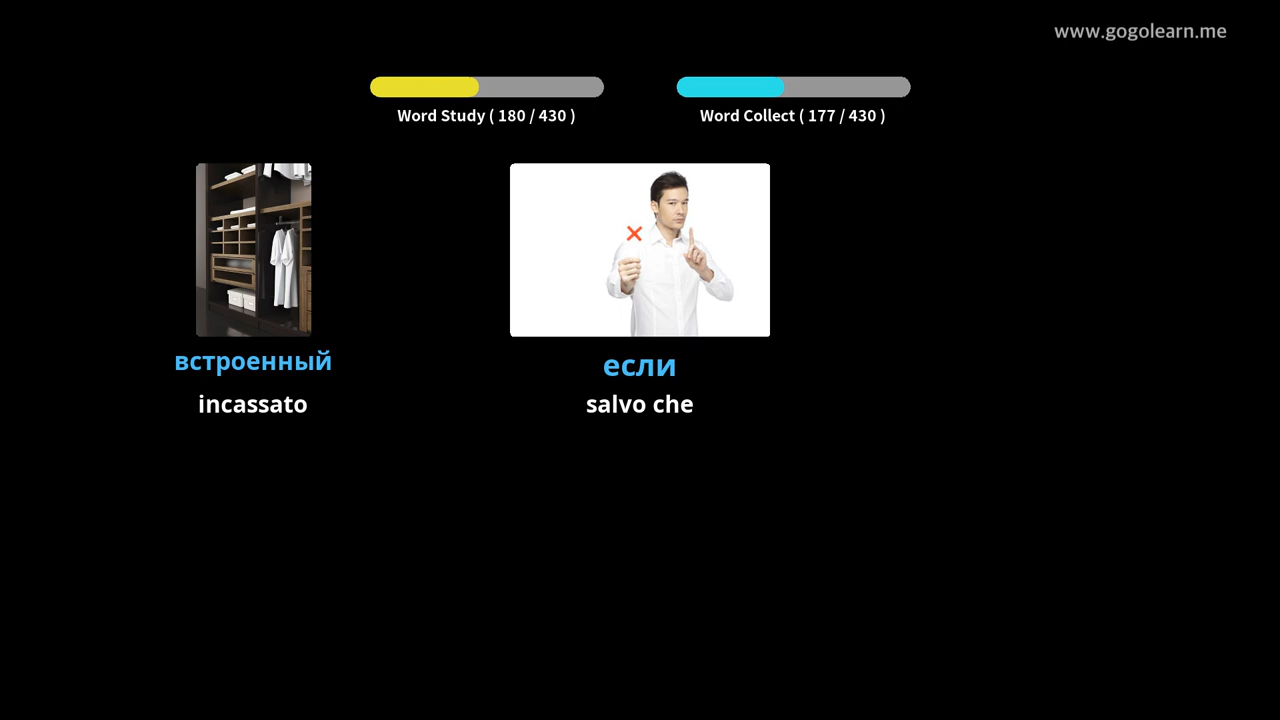 www.gogolearn.me
Word Study ( 180 / 430 )
Word Collect ( 177 / 430 )
встроенный
incassato
если
salvo che